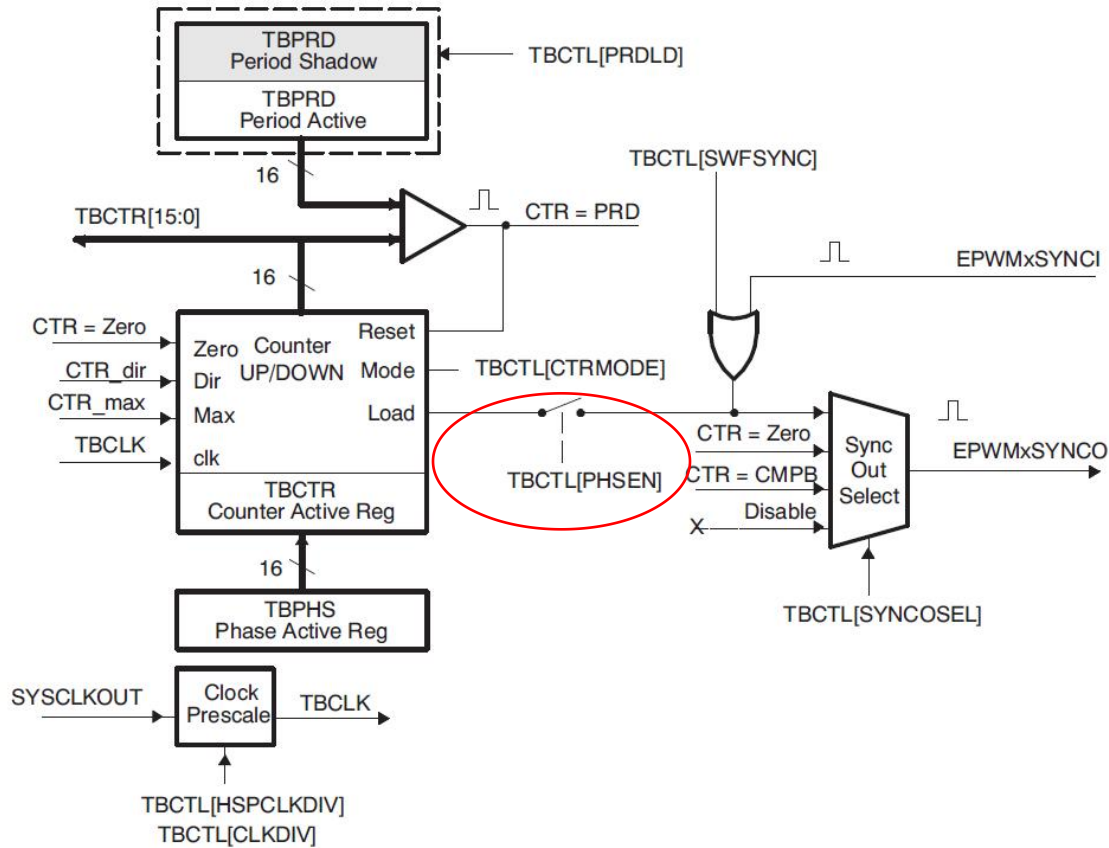 TBPRD
Period Shadow
TBPRD
Period Active
TBCTL[PRDLD]
16
TBCTL[SWFSYNC]
TBCTR[15:0]
CTR = PRD
EPWMxSYNCI
16
CTR = Zero
CTR_dir
CTR_max
TBCLK
Zero
Dir
Max
clk
Counter
UP/DOWN
Reset
Mode
Load
TBCTL[CTRMODE]
TBCTR
Counter Active Reg
TBCTL[PHSEN]
CTR = Zero
CTR = CMPB
Disable
X
Sync
Out
Select
EPWMxSYNCO
TBCTL[SYNCOSEL]
16
TBPHS
Phase Active Reg
SYSCLKOUT
Clock
Prescale
TBCLK
TBCTL[HSPCLKDIV]
TBCTL[CLKDIV]